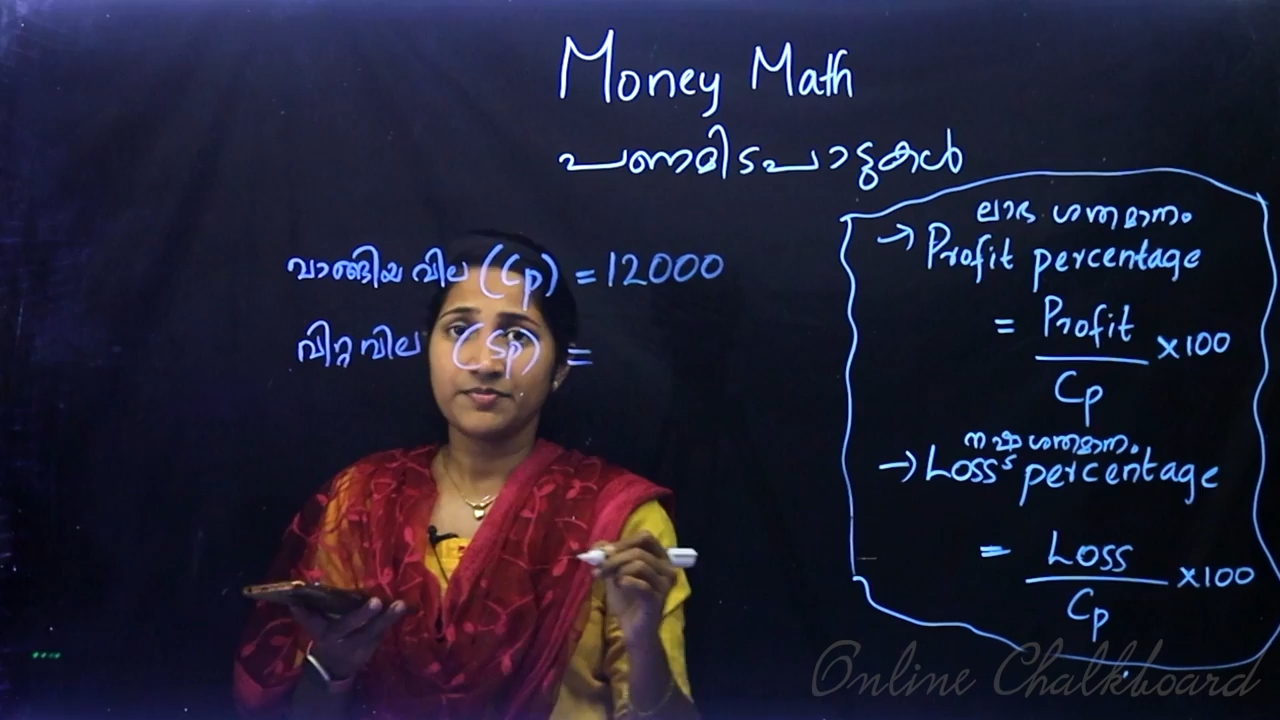 Money Math
പണമിടപാടുകൾ
വാങ്ങിയ വില (Cp) = 12000
വിറ്റ വില (Sp) =
ലാഭ ശതമാനം
→ Profit percentage
= Profit / Cp ×100
നഷ്ട ശതമാനം
→ Loss percentage
= Loss / Cp ×100
Online Chalkboard